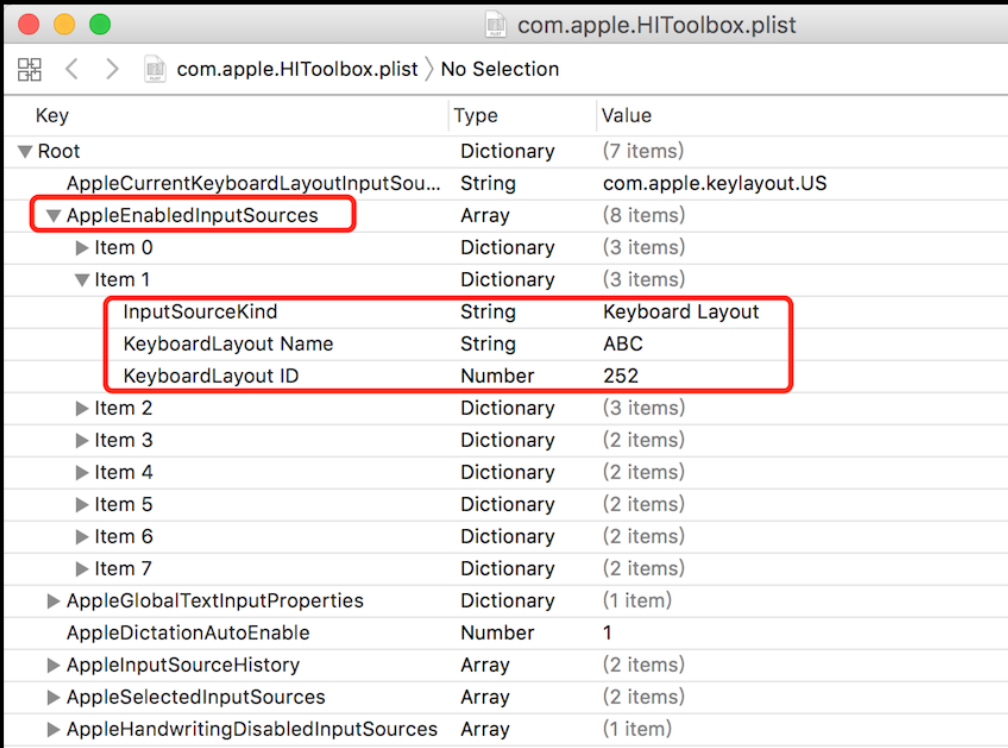 com.apple.HIToolbox.plist
com.apple.HIToolbox.plist No Selection
Key Type Value
Root Dictionary (7 items)
AppleCurrentKeyboardLayoutInputSou... String com.apple.keylayout.US
AppleEnabledInputSources Array (8 items)
Item 0 Dictionary (3 items)
Item 1 Dictionary (3 items)
InputSourceKind String Keyboard Layout
KeyboardLayout Name String ABC
KeyboardLayout ID Number 252
Item 2 Dictionary (3 items)
Item 3 Dictionary (2 items)
Item 4 Dictionary (2 items)
Item 5 Dictionary (2 items)
Item 6 Dictionary (2 items)
Item 7 Dictionary (2 items)
AppleGlobalTextInputProperties Dictionary (1 item)
AppleDictationAutoEnable Number 1
AppleInputSourceHistory Array (2 items)
AppleSelectedInputSources Array (2 items)
AppleHandwritingDisabledInputSources Array (1 item)